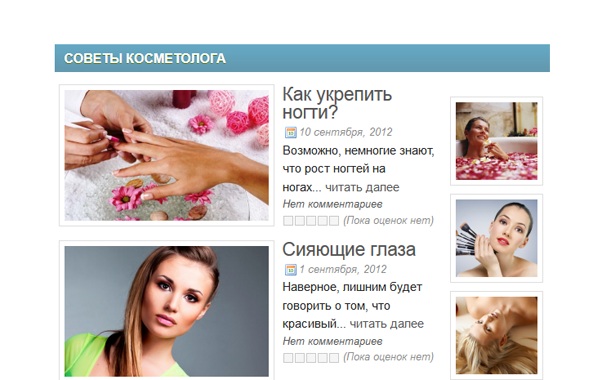 СОВЕТЫ КОСМЕТОЛОГА
Как укрепить
ногти?
10 сентября, 2012
Возможно, немногие знают,
что рост ногтей на
ногах... читать далее
Нет комментариев
(Пока оценок нет)
Сияющие глаза
1 сентября, 2012
Наверное, лишним будет
говорить о том, что
красивый... читать далее
Нет комментариев
(Пока оценок нет)